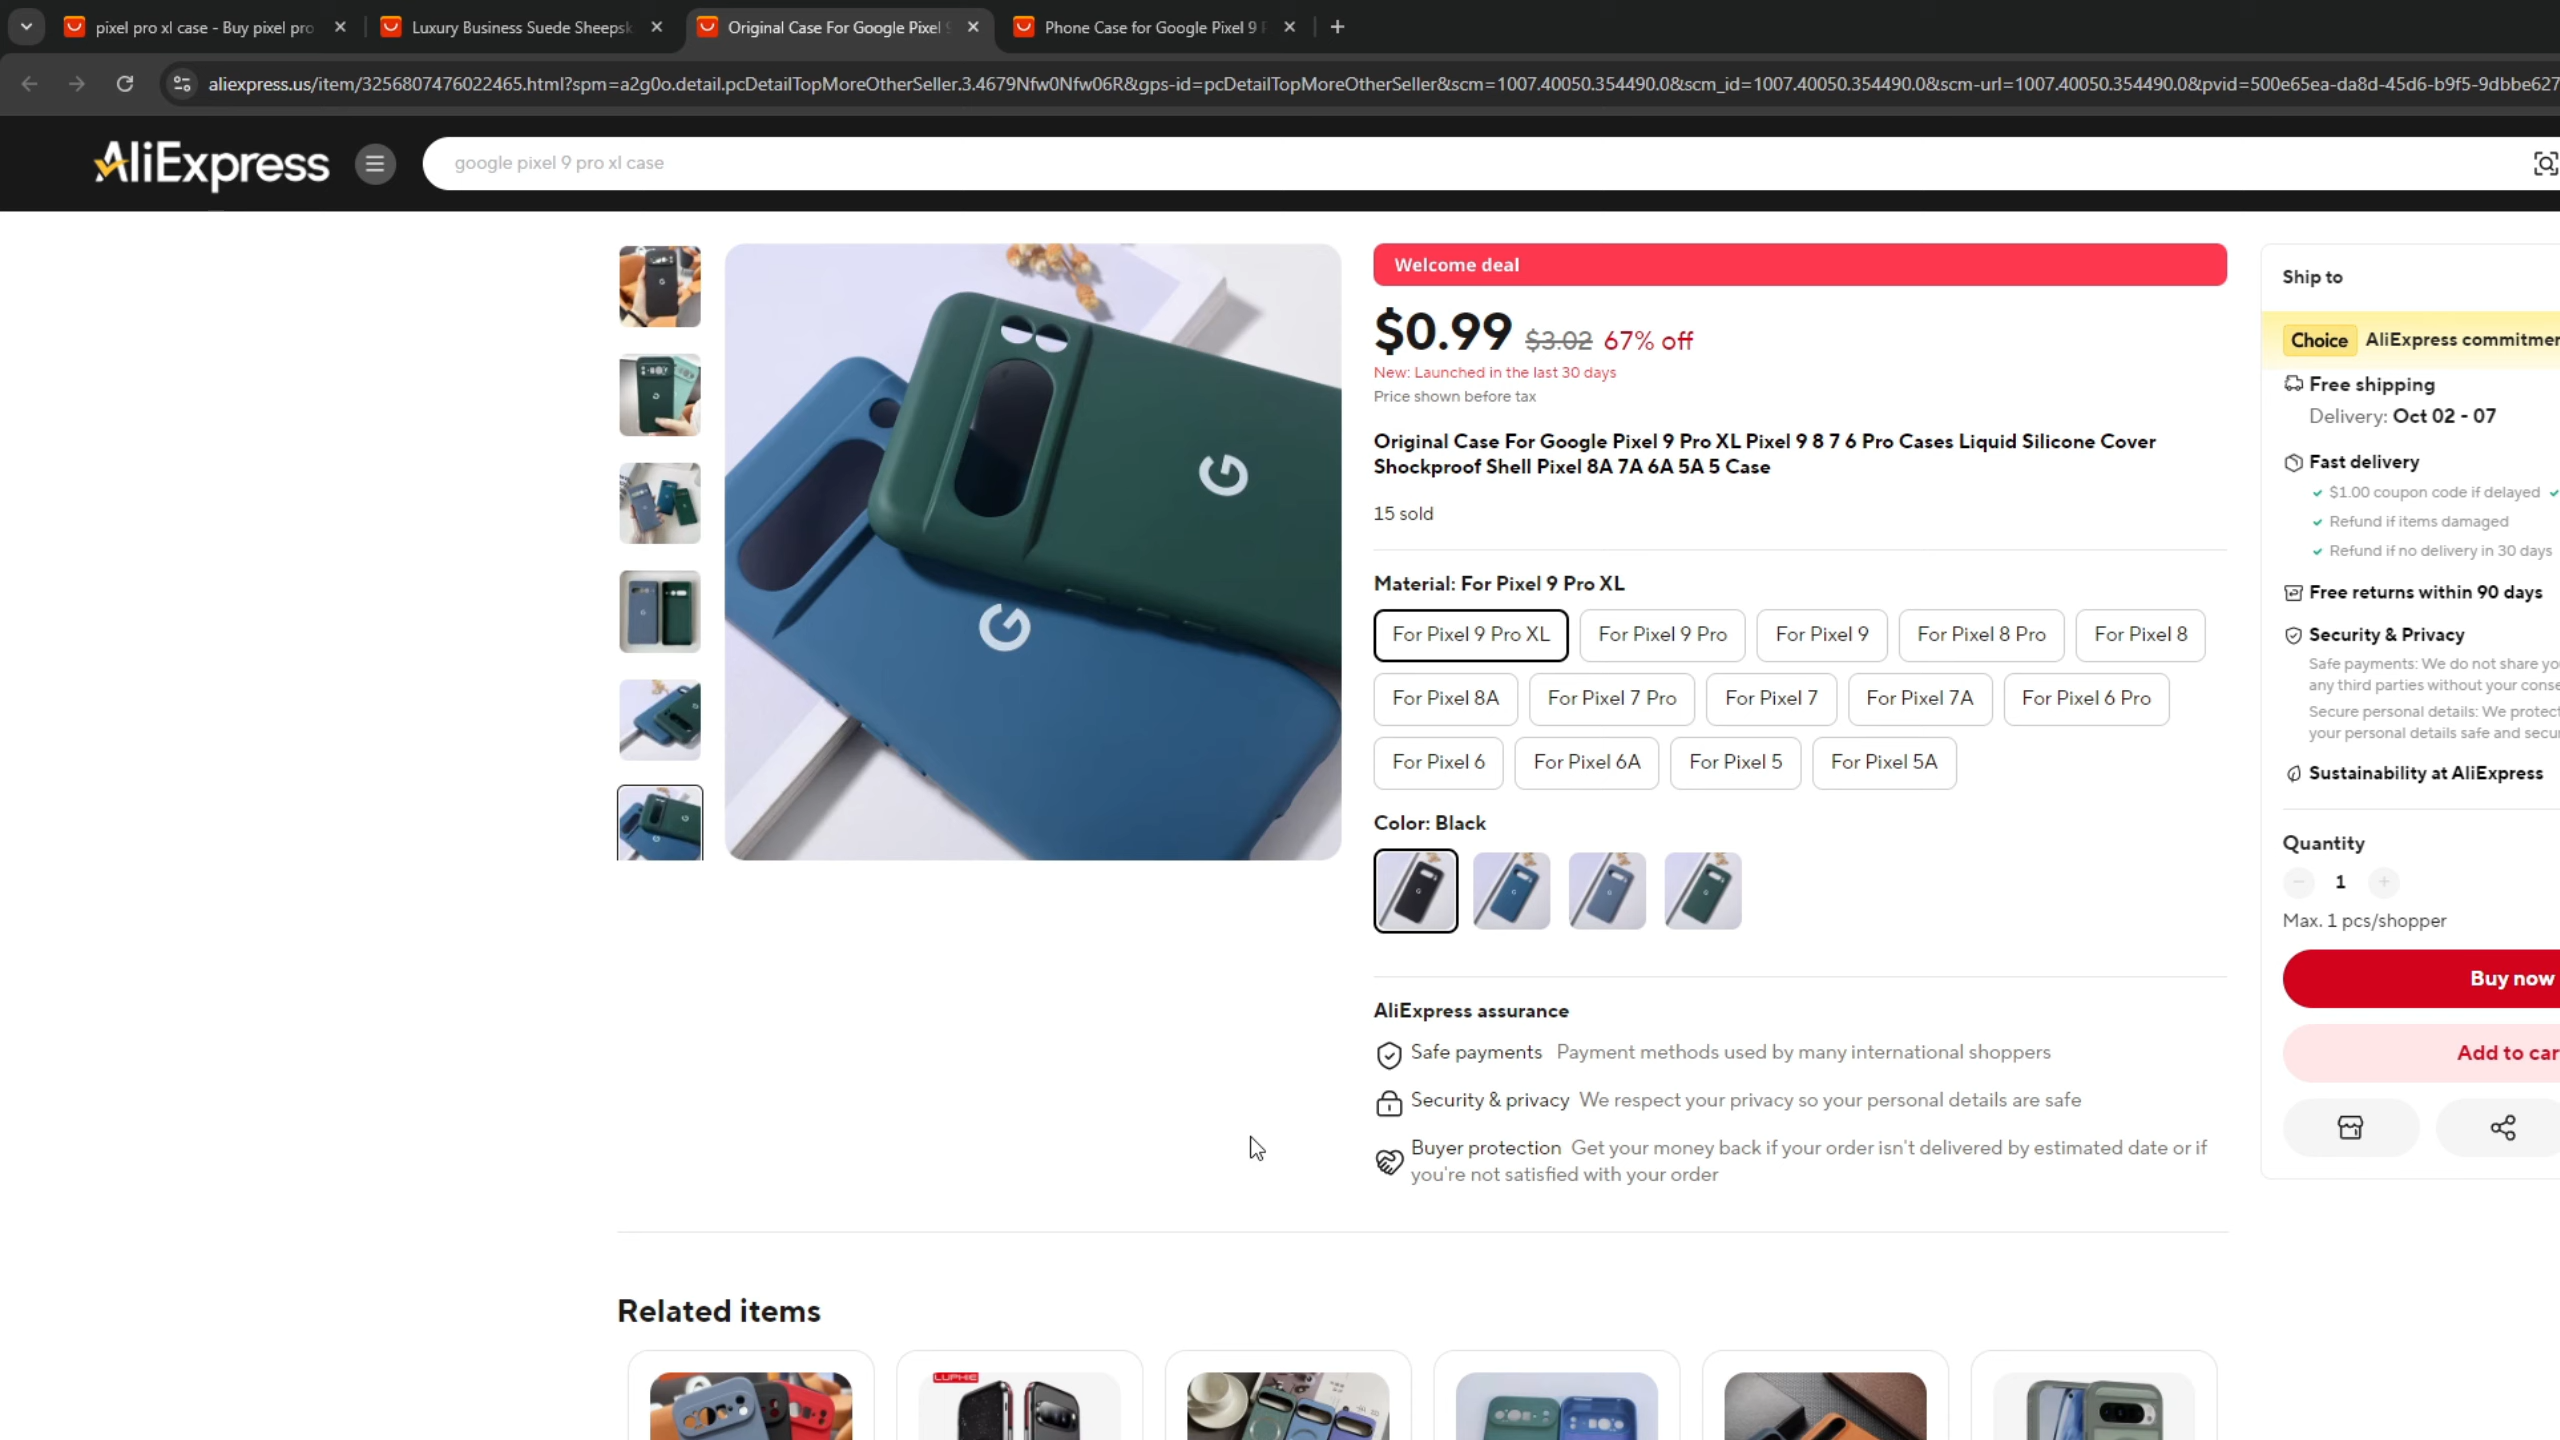 pixel pro xl case - Buy pixel pro
Luxury Business Suede Sheepsk
Original Case For Google Pixel 9
Phone Case for Google Pixel 9
aliexpress.us/item/3256807476022465.html?spm=a2g0o.detail.pcDetailTopMoreOtherSeller.3.4679Nfw0Nfw06R&gps-id=pcDetailTopMoreOtherSeller&scm=1007.40050.354490.0&scm_id=1007.40050.354490.0&scm-url=1007.40050.354490.0&pvid=500e65ea-da8d-45d6-b9f5-9dbbe627
AliExpress
google pixel 9 pro xl case
Welcome deal
$0.99 $3.02 67% off
New: Launched in the last 30 days
Price shown before tax
Original Case For Google Pixel 9 Pro XL Pixel 9 8 7 6 Pro Cases Liquid Silicone Cover
Shockproof Shell Pixel 8A 7A 6A 5A 5 Case
15 sold
Material: For Pixel 9 Pro XL
For Pixel 9 Pro XL
For Pixel 9 Pro
For Pixel 9
For Pixel 8 Pro
For Pixel 8
For Pixel 8A
For Pixel 7 Pro
For Pixel 7
For Pixel 7A
For Pixel 6 Pro
For Pixel 6
For Pixel 6A
For Pixel 5
For Pixel 5A
Color: Black
AliExpress assurance
Safe payments Payment methods used by many international shoppers
Security & privacy We respect your privacy so your personal details are safe
Buyer protection Get your money back if your order isn't delivered by estimated date or if
you're not satisfied with your order
Ship to
Choice AliExpress commitmen
Free shipping
Delivery: Oct 02 - 07
Fast delivery
$1.00 coupon code if delayed
Refund if items damaged
Refund if no delivery in 30 days
Free returns within 90 days
Security & Privacy
Safe payments: We do not share yo
any third parties without your conse
Secure personal details: We protect
your personal details safe and secur
Sustainability at AliExpress
Quantity
1
Max. 1 pcs/shopper
Buy now
Add to car
Related items
LUPHIE
G
G